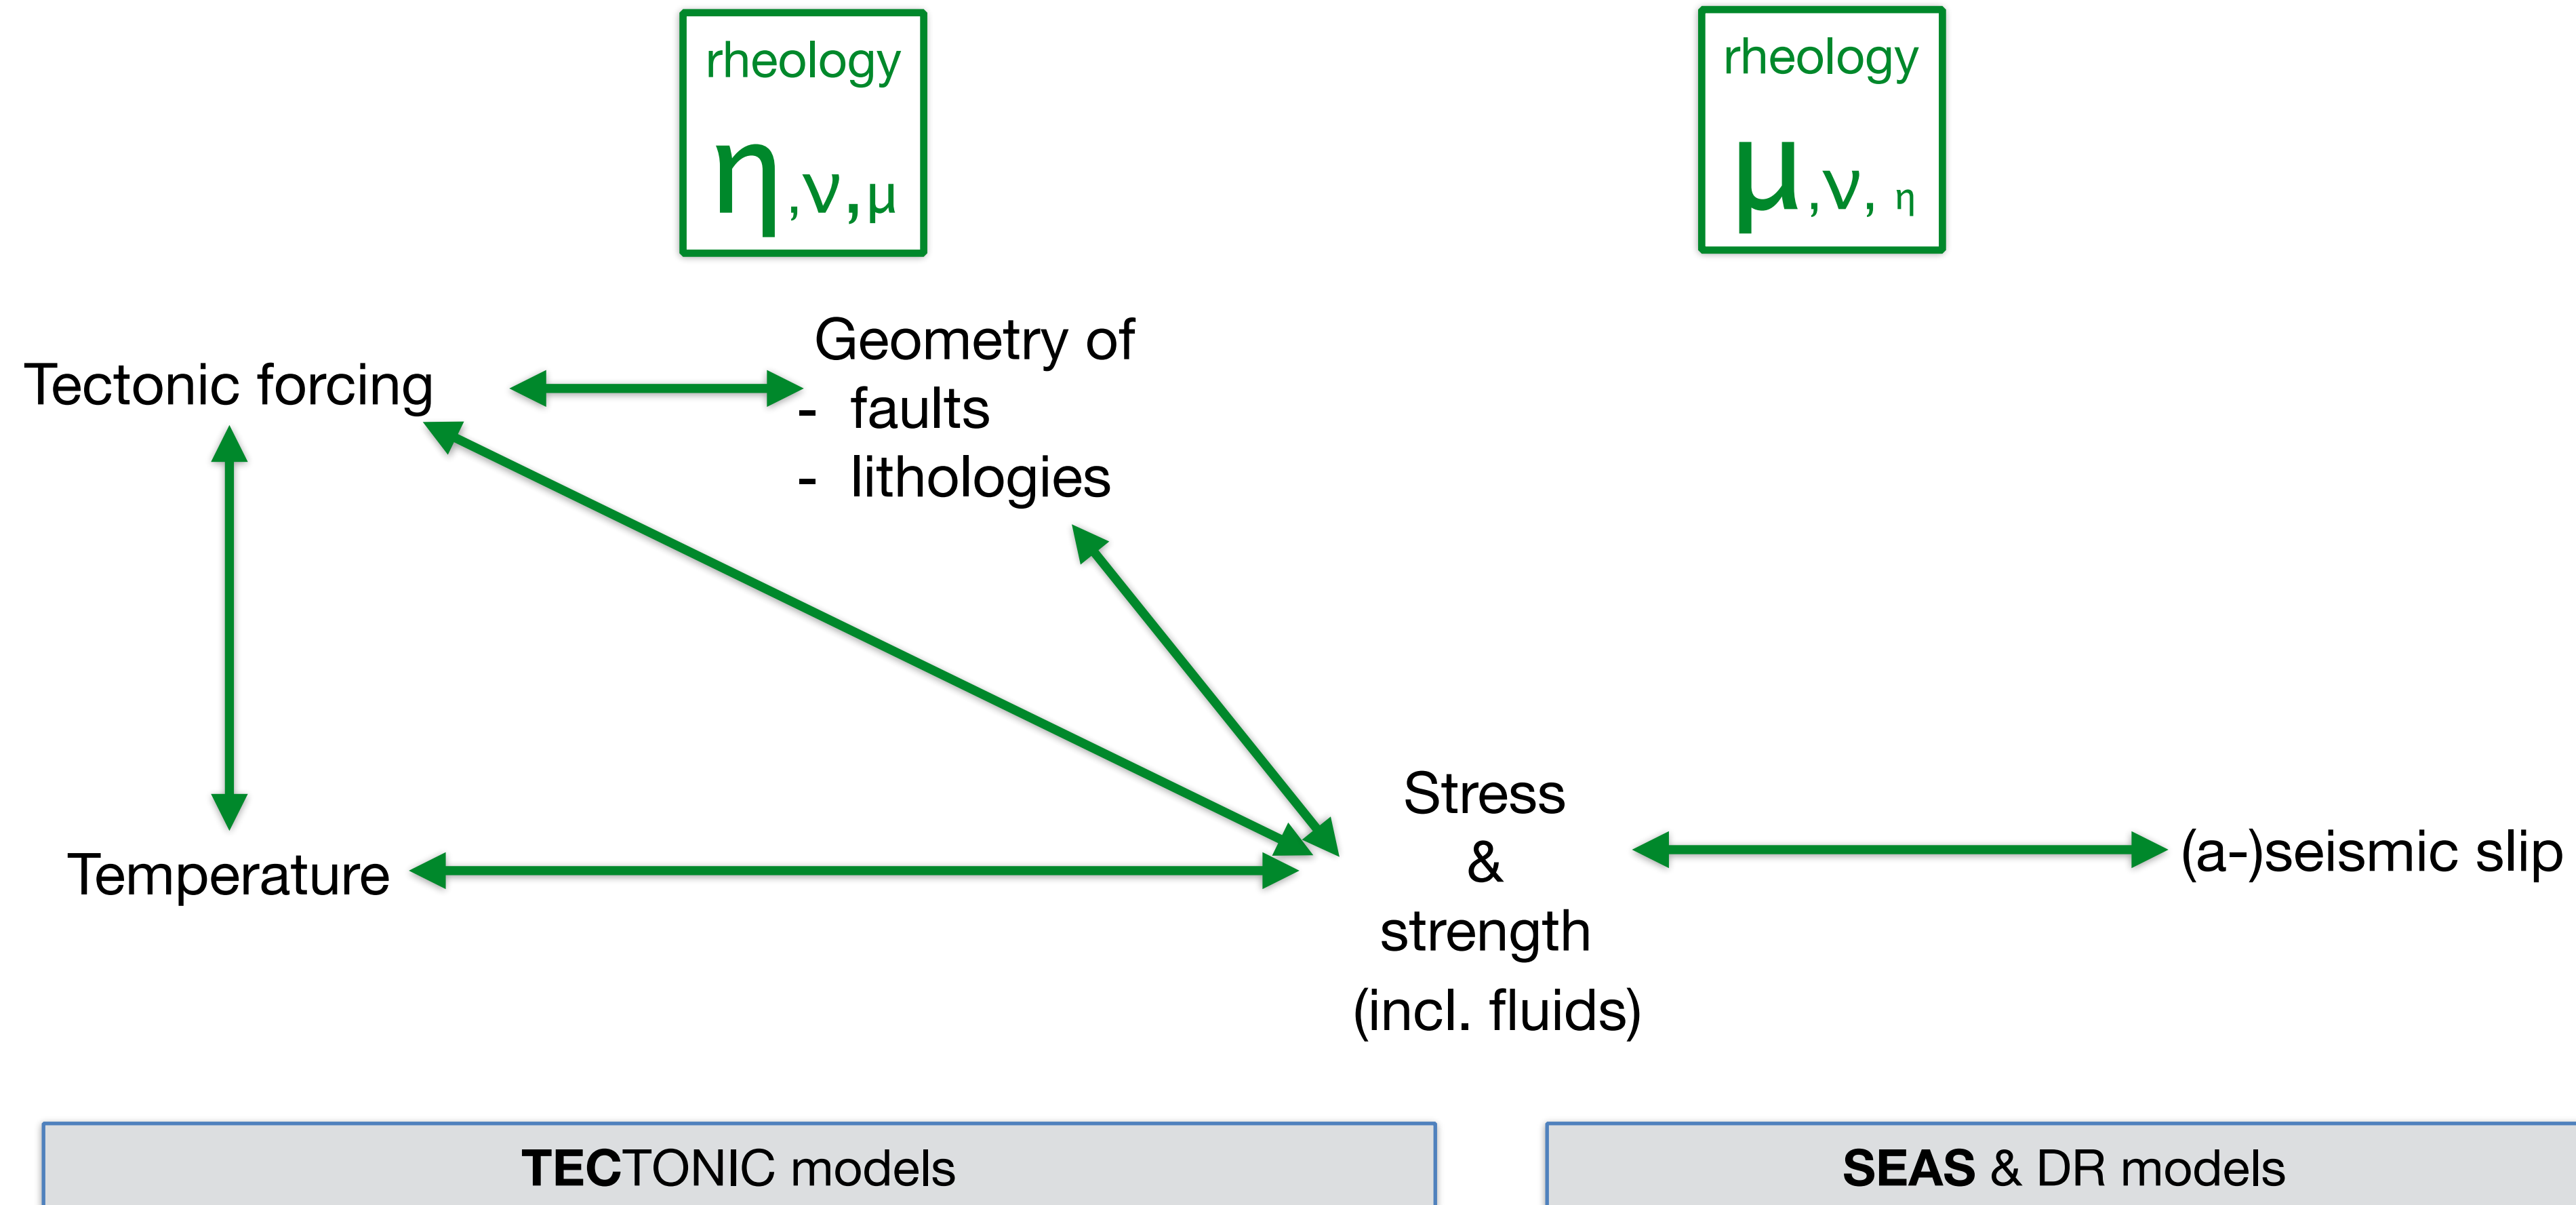 rheology
η,ν,μ
rheology
μ,ν, η
Tectonic forcing
Geometry of
- faults
- lithologies
Temperature
Stress
&
strength
(incl. fluids)
(a-)seismic slip
TECTONIC models
SEAS & DR models